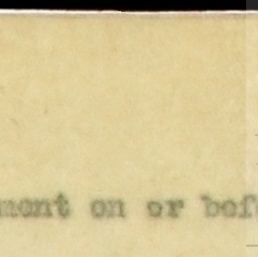 ment on or bef